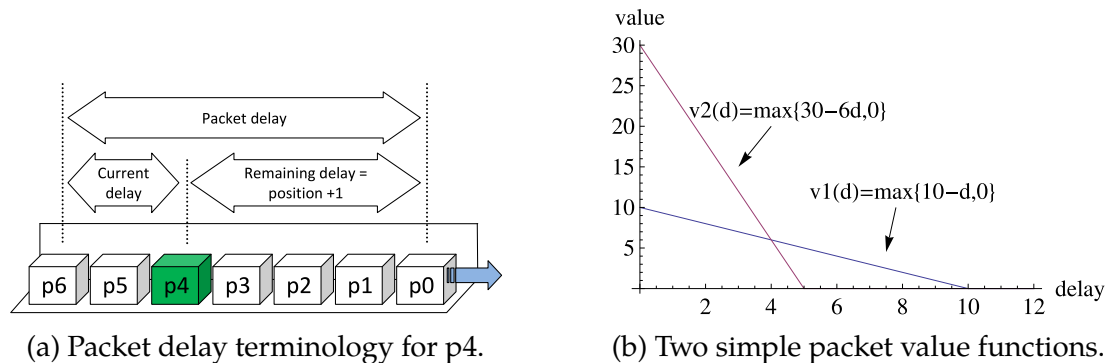 Packet delay
Current
delay
Remaining delay =
position +1
p6 p5 p4 p3 p2 p1 p0
(a) Packet delay terminology for p4.
value
30
25
20
15
10
5
v2(d)=max{30−6d,0}
v1(d)=max{10−d,0}
2 4 6 8 10 12 delay
(b) Two simple packet value functions.